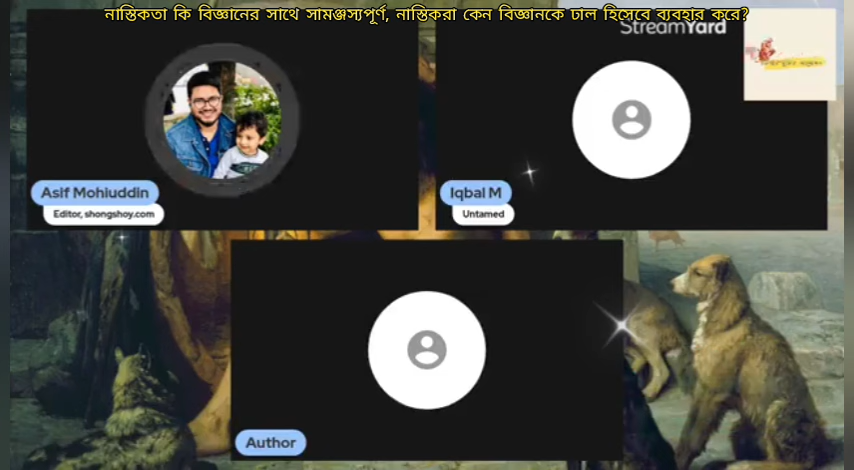 নাস্তিকতা কি বিজ্ঞানের সাথে সামঞ্জস্যপূর্ণ, নাস্তিকরা কেন বিজ্ঞানকে ঢাল হিসেবে ব্যবহার করে?
StreamYard
Asif Mohiuddin
Editor, shongshoy.com
Iqbal M
Untamed
Author